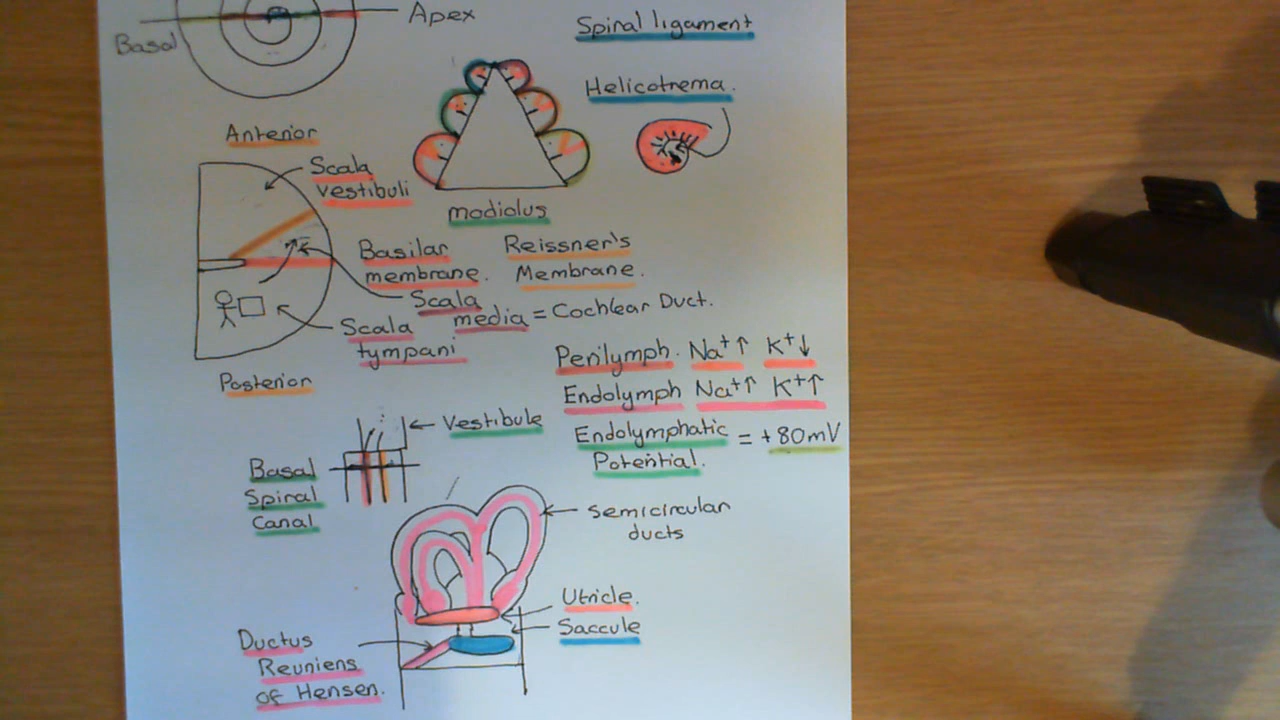 Apex
Basal
Spiral ligament
Helicotrema.
Anterior
Scala
vestibuli
modiolus
Basilar
membrane.
Reissner's
Membrane.
Scala
media = Cochlear Duct.
Scala
tympani
Posterior
Perilymph. Na+↑ K+↓
Endolymph Na+↑ K+↑
Endolymphatic
Potential. = +80mV
Vestibule
Basal
Spiral
Canal
Semicircular
ducts
Utricle.
Saccule
Ductus
Reuniens
of Hensen.